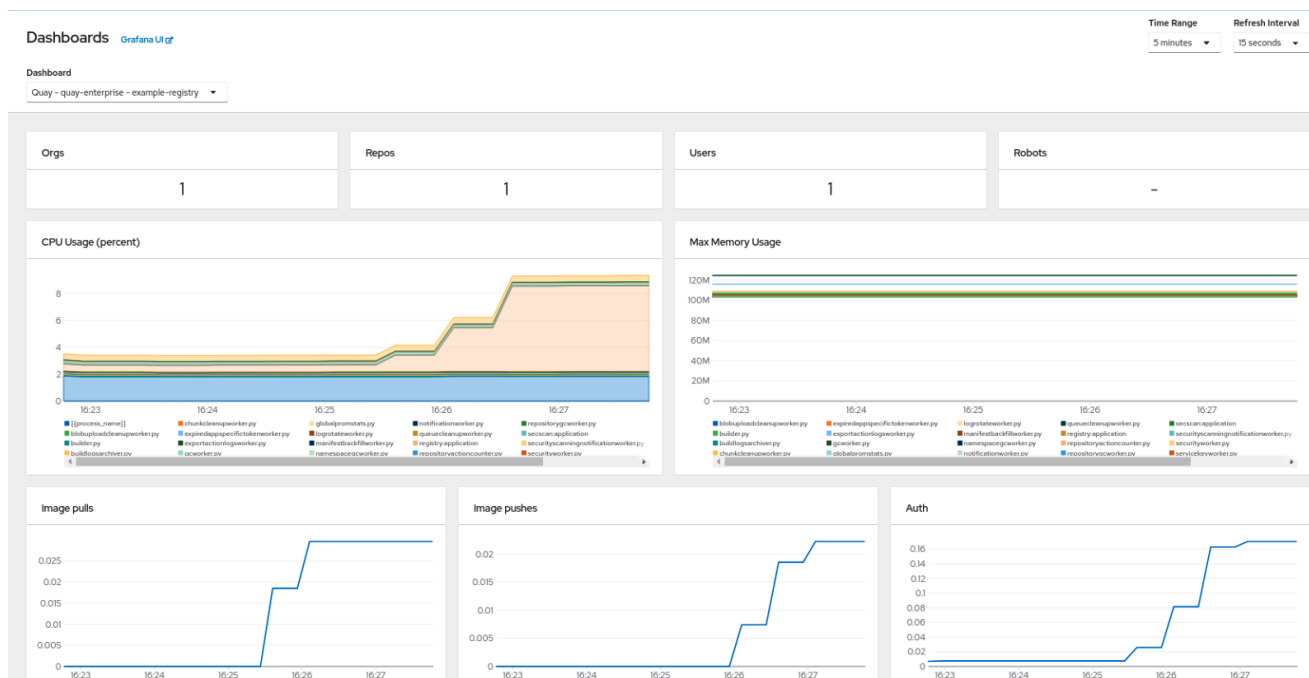 Time Range Refresh Interval
Dashboards Grafana UI
5 minutes 15 seconds
Dashboard
Quay - quay-enterprise - example-registry
Orgs Repos Users Robots
1 1 1 -
CPU Usage (percent)
8
6
4
2
0
16:23 16:24 16:25 16:26 16:27
[[process_name]] chunkcleanupworker.py globalpromstats.py notificationworker.py repositorygcworker.py
blobuploadcleanupworker.py expiredappspecifictokenworker.py logrotateworker.py queuecleanupworker.py secscan:application
builder.py exportactionlogsworker.py manifestbackfillworker.py registry:application securityscanningnotificationworker.py
buildlogsarchiver.py gcworker.py namespacegcworker.py repositoryactioncounter.py securityworker.py
Max Memory Usage
120M
100M
80M
60M
40M
20M
0
16:23 16:24 16:25 16:26 16:27
blobuploadcleanupworker.py expiredappspecifictokenworker.py logrotateworker.py queuecleanupworker.py secscan:application
builder.py exportactionlogsworker.py manifestbackfillworker.py registry:application securityscanningnotificationworker.py
buildlogsarchiver.py gcworker.py namespacegcworker.py repositoryactioncounter.py securityworker.py
chunkcleanupworker.py globalpromstats.py notificationworker.py repositorygcworker.py servicekeyworker.py
Image pulls
0.025
0.02
0.015
0.01
0.005
0
16:23 16:24 16:25 16:26 16:27
Image pushes
0.02
0.015
0.01
0.005
0
16:23 16:24 16:25 16:26 16:27
Auth
0.16
0.14
0.12
0.1
0.08
0.06
0.04
0.02
0
16:23 16:24 16:25 16:26 16:27